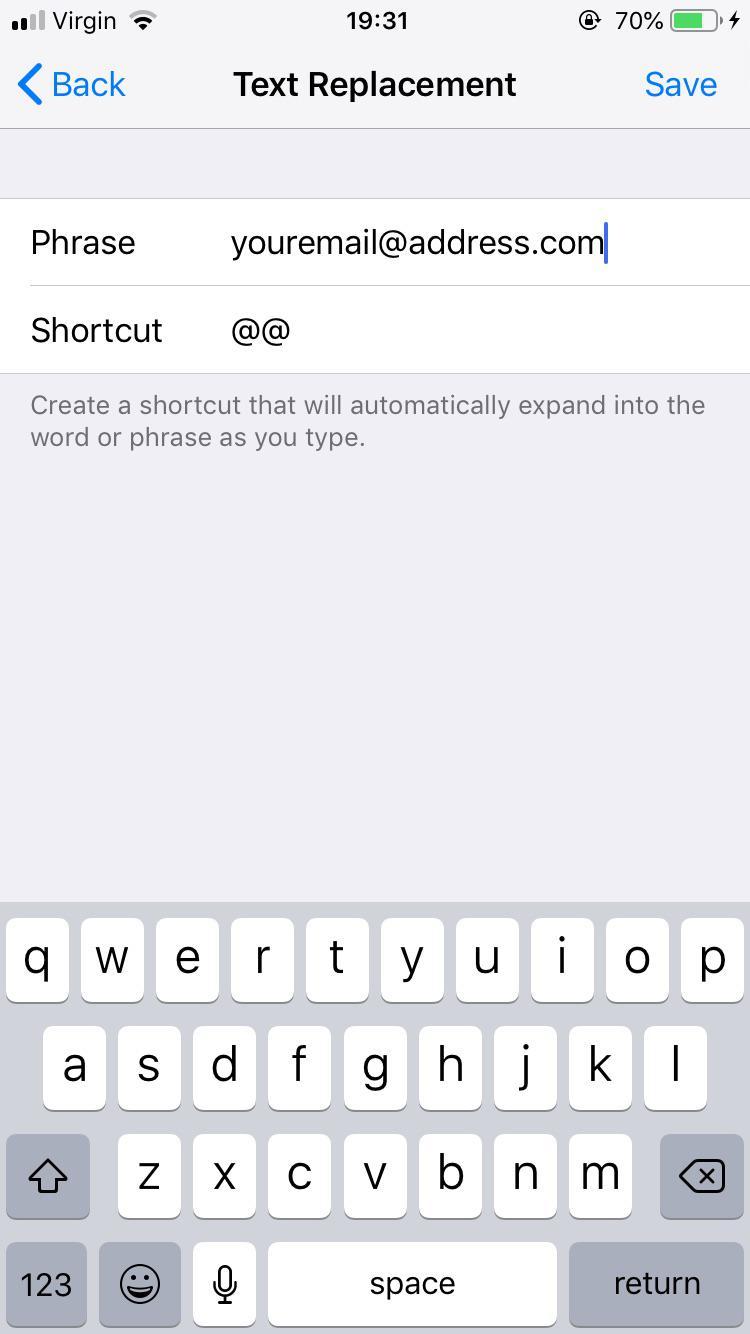 Virgin 19:31 70%
Back Text Replacement Save
Phrase youremail@address.com
Shortcut @@
Create a shortcut that will automatically expand into the
word or phrase as you type.
q w e r t y u i o p
a s d f g h j k l
z x c v b n m
123 space return